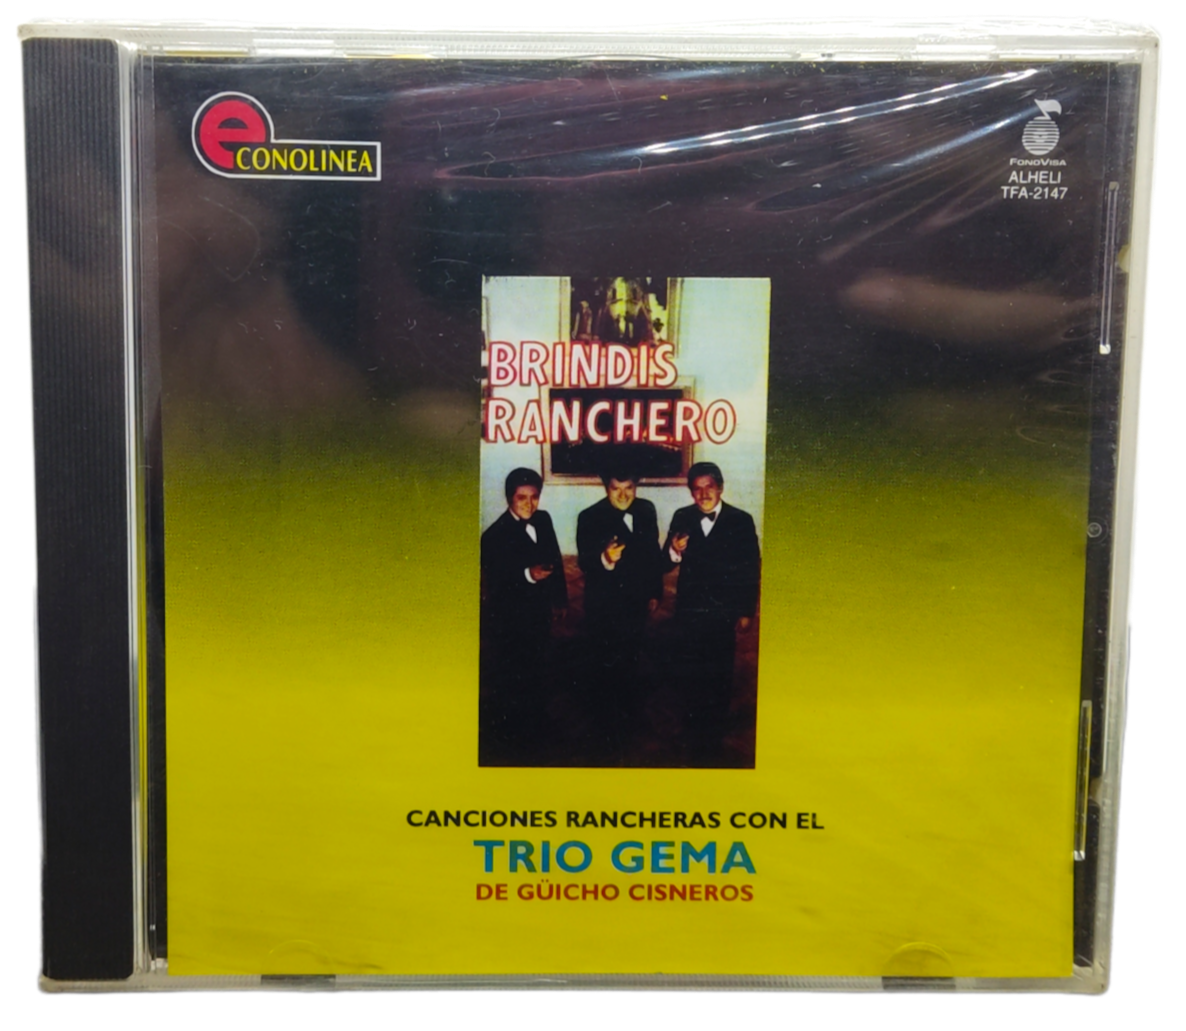 eCONOLINEA
FONOVISA
ALHELI
TFA-2147
BRINDIS
RANCHERO
CANCIONES RANCHERAS CON EL
TRIO GEMA
DE GÜICHO CISNEROS